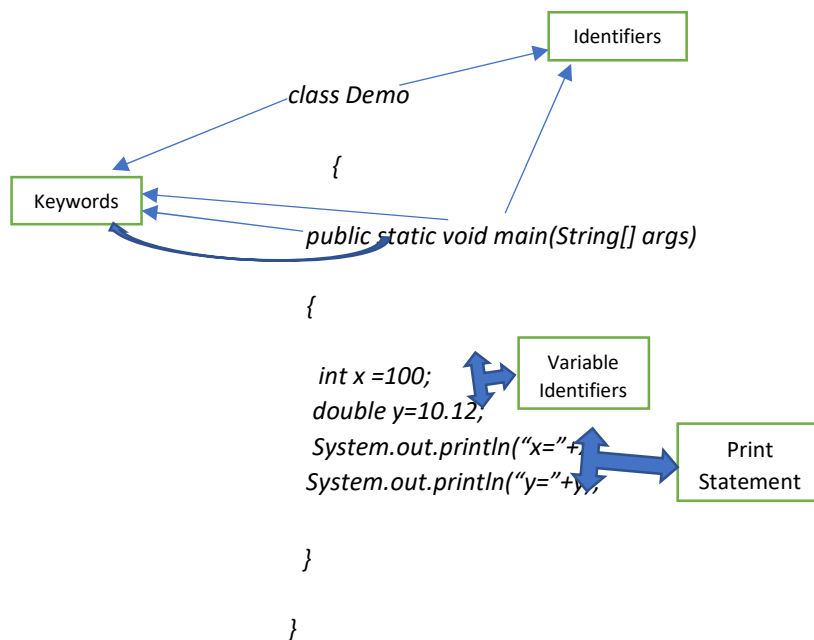 Identifiers
class Demo
{
Keywords
public static void main(String[] args)
{
Variable
Identifiers
int x =100;
double y=10.12;
System.out.println(“x=”+
Print
Statement
System.out.println(“y=”+y);
}
}